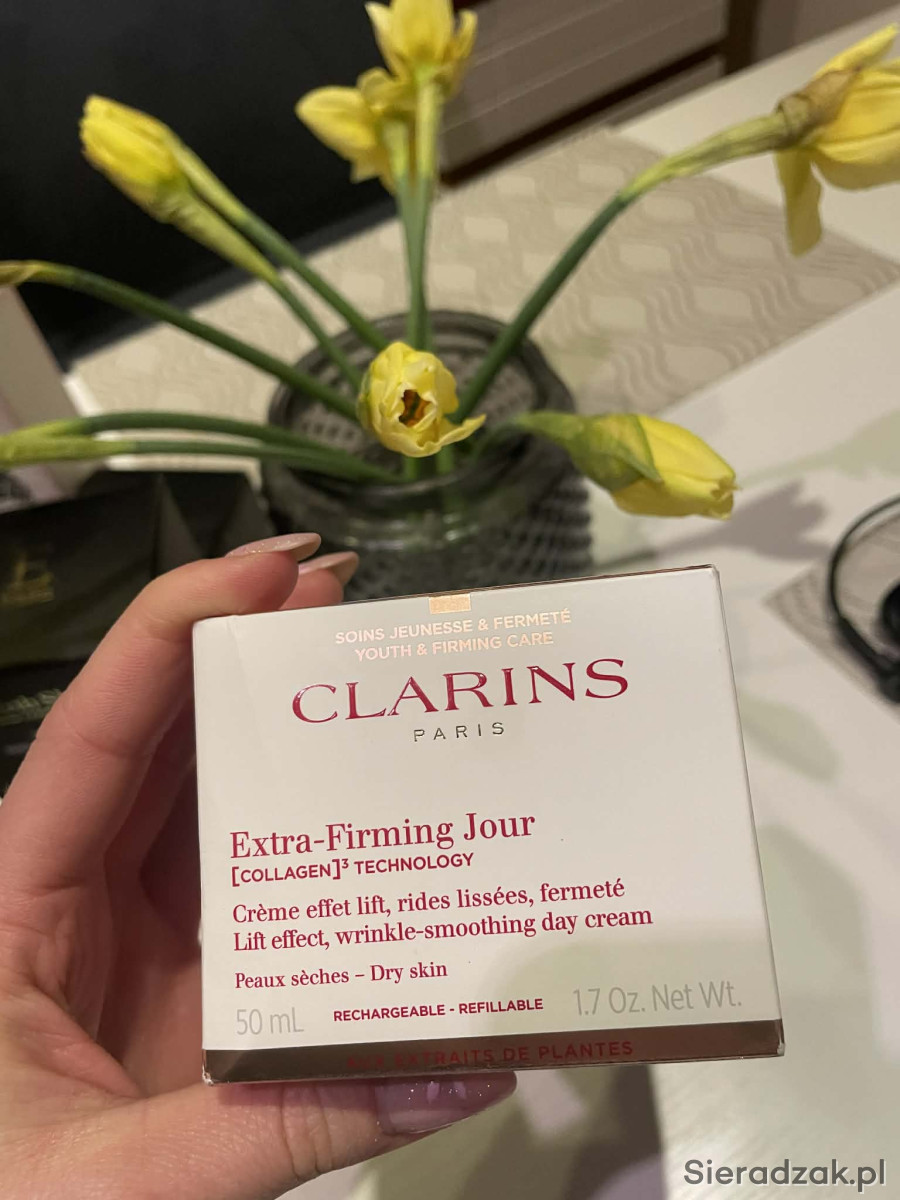 SOINS JEUNESSE & FERMETÉ
YOUTH & FIRMING CARE
CLARINS
PARIS
Extra-Firming Jour
[COLLAGEN]³ TECHNOLOGY
Crème effet lift, rides lissées, fermeté
Lift effect, wrinkle-smoothing day cream
Peaux sèches – Dry skin
50 mL RECHARGEABLE - REFILLABLE 1.7 Oz. Net Wt.
AUX EXTRAITS DE PLANTES
Sieradzak.pl